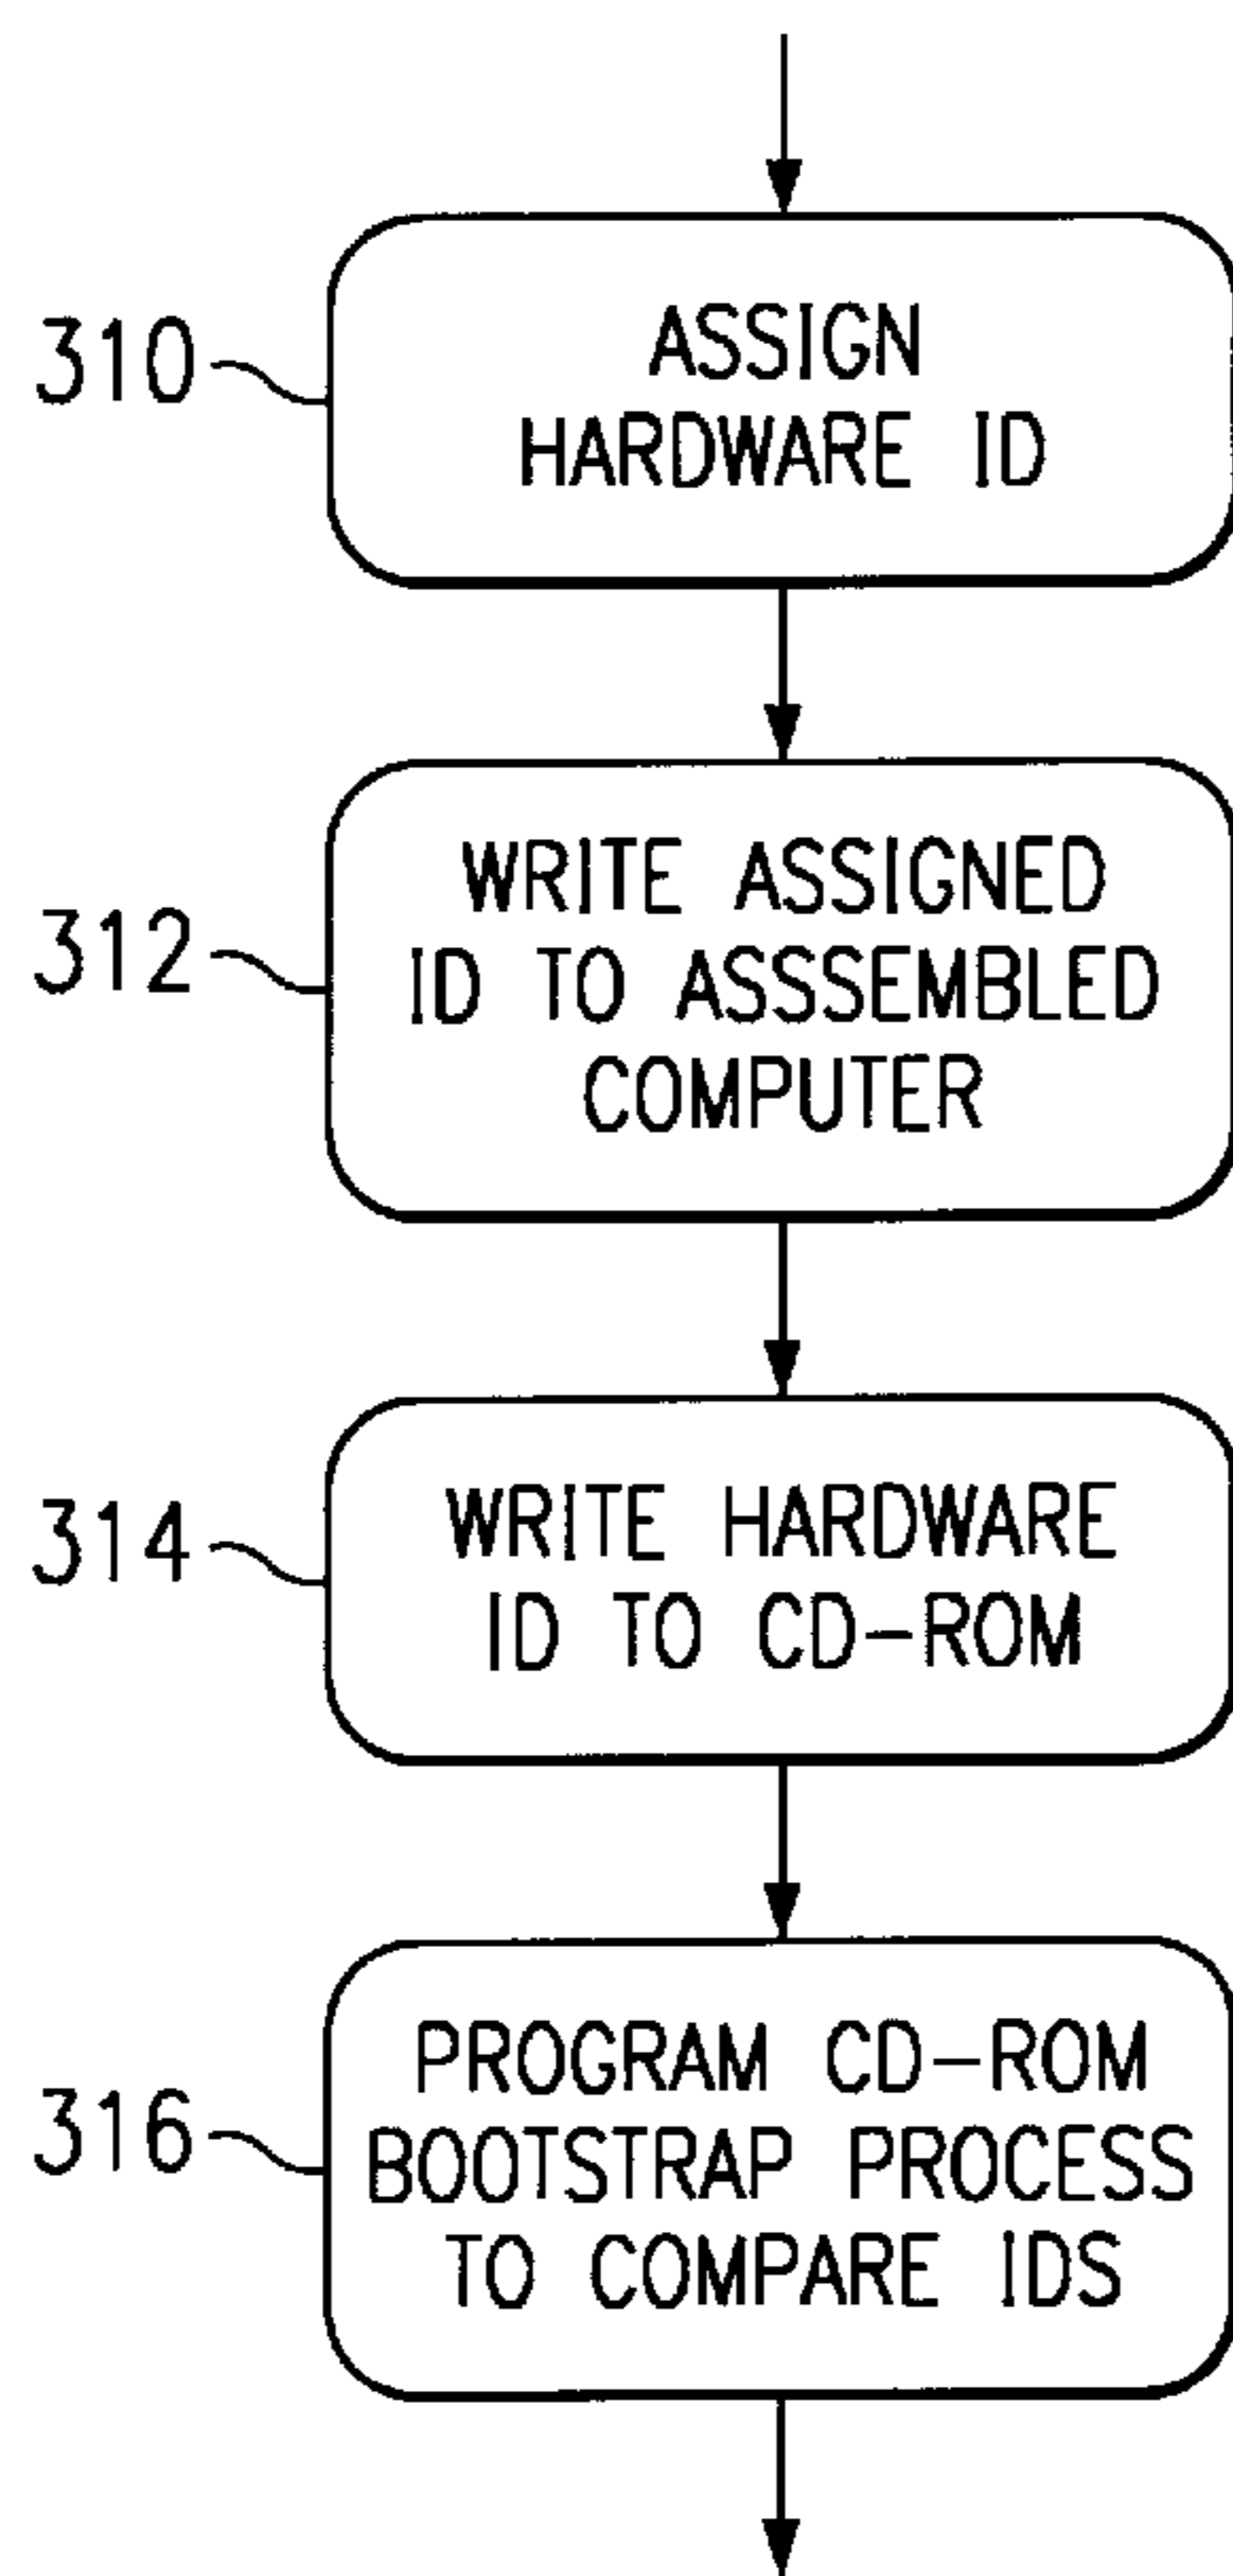 310
ASSIGN
HARDWARE ID
312
WRITE ASSIGNED
ID TO ASSSEMBLED
COMPUTER
314
WRITE HARDWARE
ID TO CD-ROM
316
PROGRAM CD-ROM
BOOTSTRAP PROCESS
TO COMPARE IDS